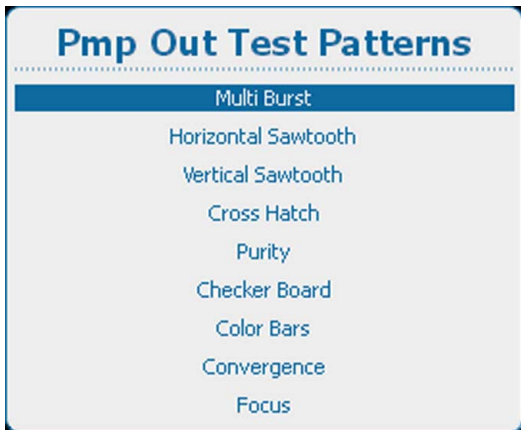 Pmp Out Test Patterns
Multi Burst
Horizontal Sawtooth
Vertical Sawtooth
Cross Hatch
Purity
Checker Board
Color Bars
Convergence
Focus